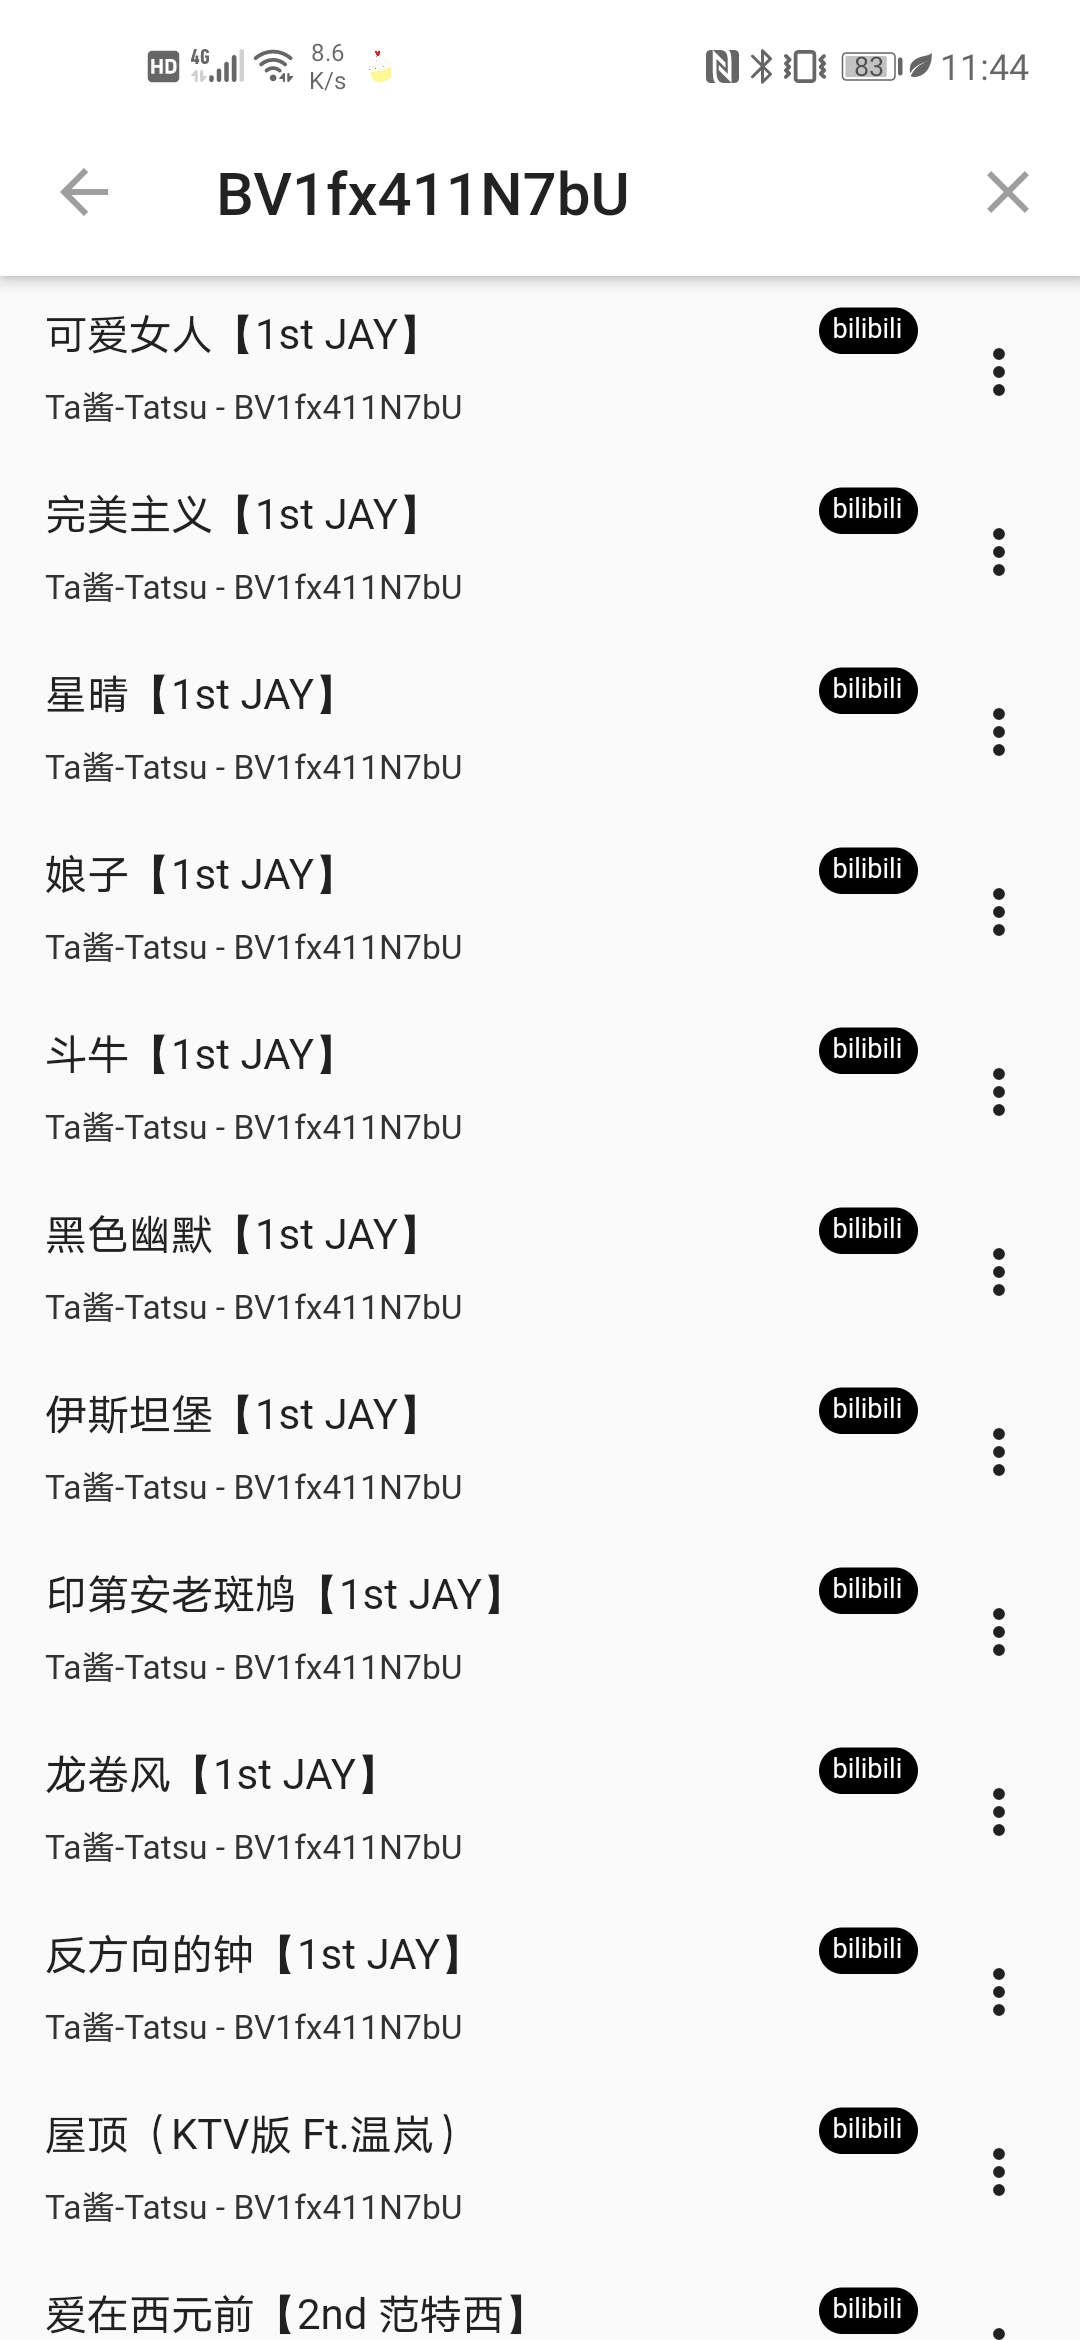 HD 4G 8.6 K/s 83 11:44
BV1fx411N7bU
可爱女人【1st JAY】 bilibili
Ta酱-Tatsu - BV1fx411N7bU
完美主义【1st JAY】 bilibili
Ta酱-Tatsu - BV1fx411N7bU
星晴【1st JAY】 bilibili
Ta酱-Tatsu - BV1fx411N7bU
娘子【1st JAY】 bilibili
Ta酱-Tatsu - BV1fx411N7bU
斗牛【1st JAY】 bilibili
Ta酱-Tatsu - BV1fx411N7bU
黑色幽默【1st JAY】 bilibili
Ta酱-Tatsu - BV1fx411N7bU
伊斯坦堡【1st JAY】 bilibili
Ta酱-Tatsu - BV1fx411N7bU
印第安老斑鸠【1st JAY】 bilibili
Ta酱-Tatsu - BV1fx411N7bU
龙卷风【1st JAY】 bilibili
Ta酱-Tatsu - BV1fx411N7bU
反方向的钟【1st JAY】 bilibili
Ta酱-Tatsu - BV1fx411N7bU
屋顶（KTV版 Ft.温岚） bilibili
Ta酱-Tatsu - BV1fx411N7bU
爱在西元前【2nd 范特西】 bilibili